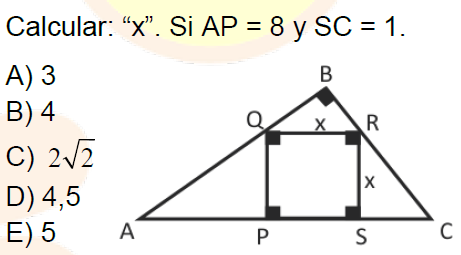 Calcular: “x”. Si AP = 8 y SC = 1.
A) 3
B) 4
C) 2√2
D) 4,5
E) 5
B
Q x R
x
A P S C